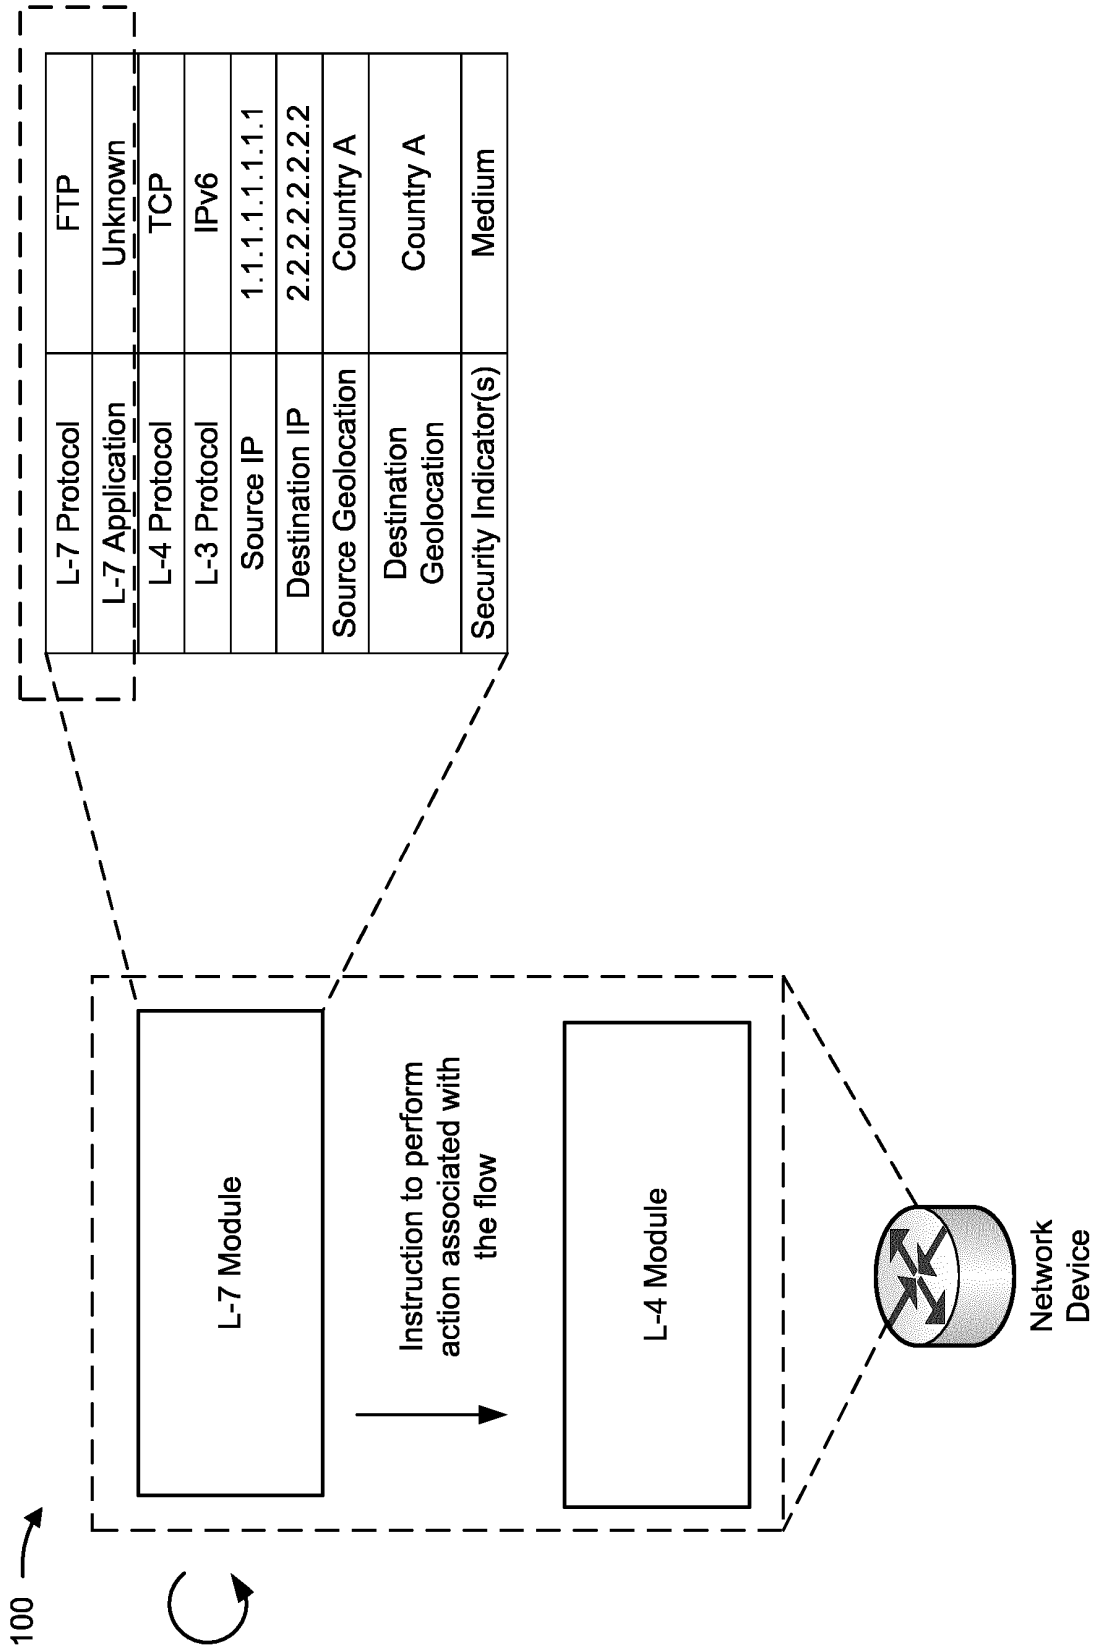 100
L-7 Module
Instruction to perform
action associated with
the flow
L-4 Module
Network
Device
L-7 Protocol FTP
L-7 Application Unknown
L-4 Protocol TCP
L-3 Protocol IPv6
Source IP 1.1.1.1.1.1.1.1
Destination IP 2.2.2.2.2.2.2.2
Source Geolocation Country A
Destination
Geolocation Country A
Security Indicator(s) Medium